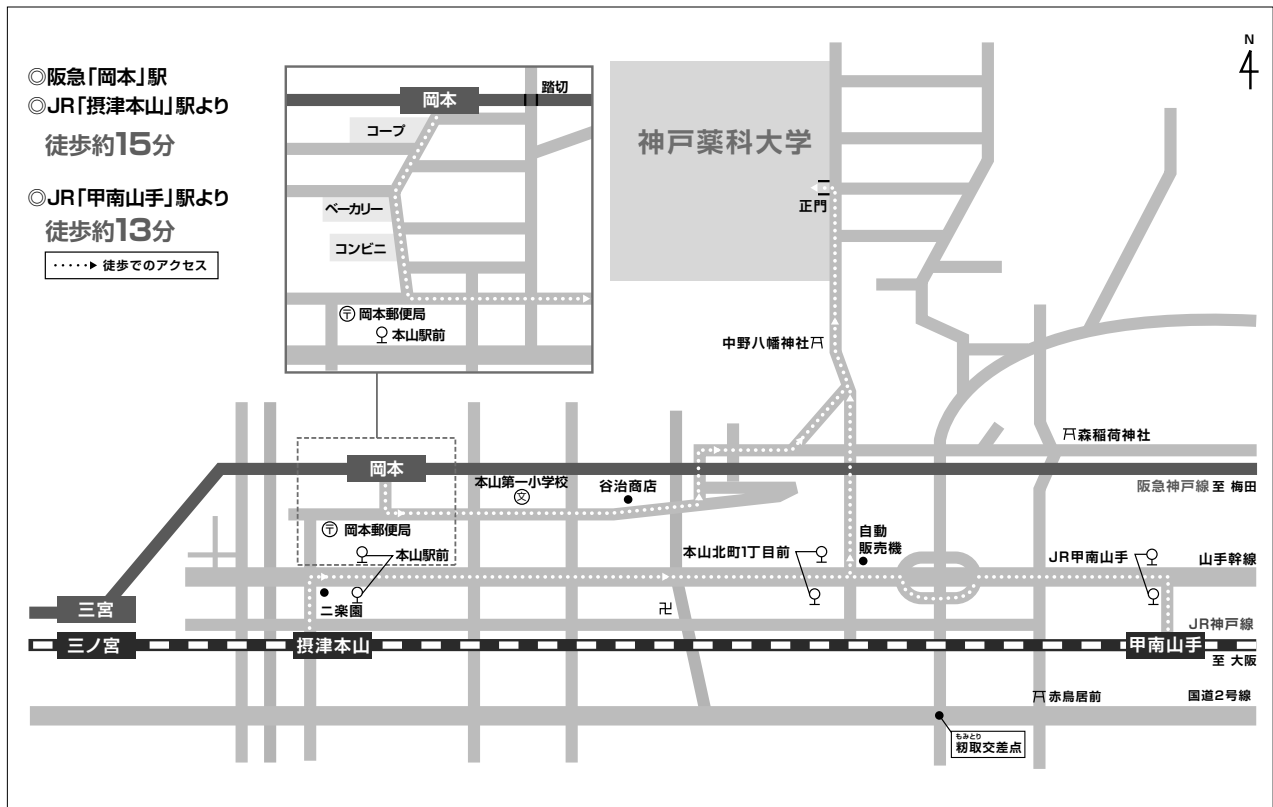 ◎阪急「岡本」駅
◎JR「摂津本山」駅より
徒歩約15分
◎JR「甲南山手」駅より
徒歩約13分
徒歩でのアクセス
N
岡本
踏切
コープ
ベーカリー
コンビニ
〒 岡本郵便局
本山駅前
神戸薬科大学
正門
中野八幡神社
森稲荷神社
岡本
本山第一小学校
文
谷治商店
阪急神戸線 至 梅田
〒 岡本郵便局
本山駅前
本山北町1丁目前
自動
販売機
JR甲南山手
山手幹線
二楽園
卍
三宮
JR神戸線
三ノ宮
摂津本山
甲南山手
至 大阪
赤鳥居前
国道2号線
もみとり
籾取交差点